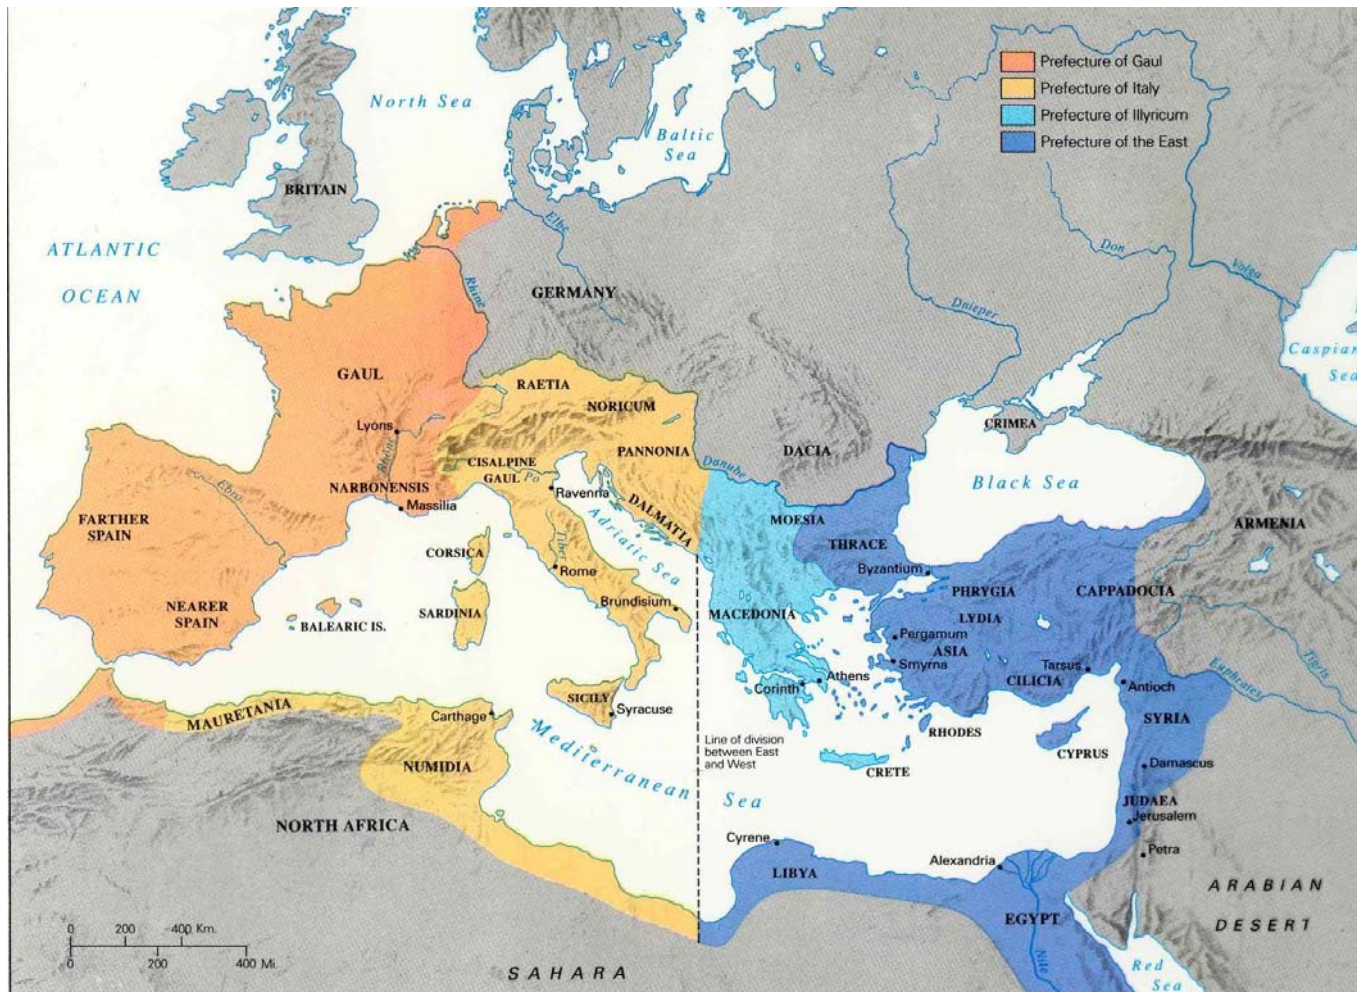 Prefecture of Gaul
Prefecture of Italy
Prefecture of Illyricum
Prefecture of the East
North Sea
Baltic
Sea
BRITAIN
ATLANTIC
OCEAN
Elbe
Rhine
GERMANY
Don
Volga
Dnieper
Caspian
Sea
GAUL
RAETIA
NORICUM
Lyons
Rhône
PANNONIA
CRIMEA
DACIA
CISALPINE
GAUL
Po
Danube
Black Sea
NARBONENSIS
Ravenna
Massilia
Ebro
FARTHER
SPAIN
DALMATIA
Adriatic Sea
MOESIA
THRACE
ARMENIA
CORSICA
Tiber
Rome
Byzantium
PHRYGIA
CAPPADOCIA
NEARER
SPAIN
BALEARIC IS.
SARDINIA
Brundisium
MACEDONIA
LYDIA
Pergamum
ASIA
Smyrna
Tarsus
CILICIA
Antioch
Euphrates
Tigris
Athens
Corinth
SICILY
Syracuse
MAURETANIA
Carthage
SYRIA
RHODES
CYPRUS
Line of division
between East
and West
CRETE
Damascus
NUMIDIA
Mediterranean
Sea
JUDAEA
Jerusalem
NORTH AFRICA
Cyrene
Alexandria
Petra
LIBYA
ARABIAN
DESERT
EGYPT
Nile
Red
Sea
0 200 400 Km.
0 200 400 Mi.
SAHARA